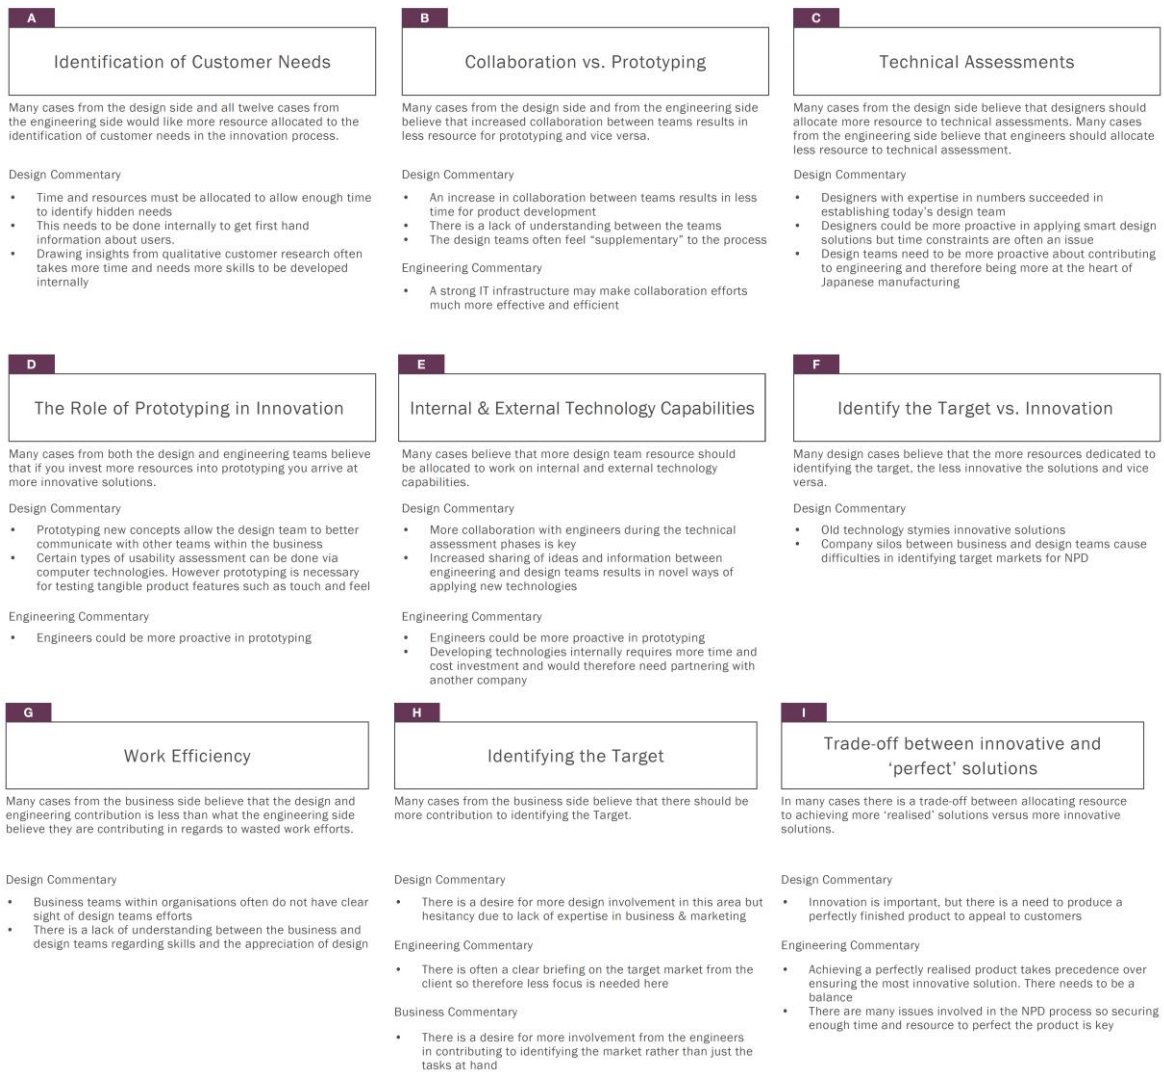 A
Identification of Customer Needs
Many cases from the design side and all twelve cases from
the engineering side would like more resource allocated to the
identification of customer needs in the innovation process.
Design Commentary
• Time and resources must be allocated to allow enough time
to identify hidden needs
• This needs to be done internally to get first hand
information about users.
• Drawing insights from qualitative customer research often
takes more time and needs more skills to be developed
internally
B
Collaboration vs. Prototyping
Many cases from the design side and from the engineering side
believe that increased collaboration between teams results in
less resource for prototyping and vice versa.
Design Commentary
• An increase in collaboration between teams results in less
time for product development
• There is a lack of understanding between the teams
• The design teams often feel “supplementary” to the process
Engineering Commentary
• A strong IT infrastructure may make collaboration efforts
much more effective and efficient
C
Technical Assessments
Many cases from the design side believe that designers should
allocate more resource to technical assessments. Many cases
from the engineering side believe that engineers should allocate
less resource to technical assessment.
Design Commentary
• Designers with expertise in numbers succeeded in
establishing today’s design team
• Designers could be more proactive in applying smart design
solutions but time constraints are often an issue
• Design teams need to be more proactive about contributing
to engineering and therefore being more at the heart of
Japanese manufacturing
D
The Role of Prototyping in Innovation
Many cases from both the design and engineering teams believe
that if you invest more resources into prototyping you arrive at
more innovative solutions.
Design Commentary
• Prototyping new concepts allow the design team to better
communicate with other teams within the business
• Certain types of usability assessment can be done via
computer technologies. However prototyping is necessary
for testing tangible product features such as touch and feel
Engineering Commentary
• Engineers could be more proactive in prototyping
E
Internal & External Technology Capabilities
Many cases believe that more design team resource should
be allocated to work on internal and external technology
capabilities.
Design Commentary
• More collaboration with engineers during the technical
assessment phases is key
• Increased sharing of ideas and information between
engineering and design teams results in novel ways of
applying new technologies
Engineering Commentary
• Engineers could be more proactive in prototyping
• Developing technologies internally requires more time and
cost investment and would therefore need partnering with
another company
F
Identify the Target vs. Innovation
Many design cases believe that the more resources dedicated to
identifying the target, the less innovative the solutions and vice
versa.
Design Commentary
• Old technology stymies innovative solutions
• Company silos between business and design teams cause
difficulties in identifying target markets for NPD
G
Work Efficiency
Many cases from the business side believe that the design and
engineering contribution is less than what the engineering side
believe they are contributing in regards to wasted work efforts.
Design Commentary
• Business teams within organisations often do not have clear
sight of design teams efforts
• There is a lack of understanding between the business and
design teams regarding skills and the appreciation of design
H
Identifying the Target
Many cases from the business side believe that there should be
more contribution to identifying the Target.
Design Commentary
• There is a desire for more design involvement in this area but
hesitancy due to lack of expertise in business & marketing
Engineering Commentary
• There is often a clear briefing on the target market from the
client so therefore less focus is needed here
Business Commentary
• There is a desire for more involvement from the engineers
in contributing to identifying the market rather than just the
tasks at hand
I
Trade-off between innovative and
‘perfect’ solutions
In many cases there is a trade-off between allocating resource
to achieving more ‘realised’ solutions versus more innovative
solutions.
Design Commentary
• Innovation is important, but there is a need to produce a
perfectly finished product to appeal to customers
Engineering Commentary
• Achieving a perfectly realised product takes precedence over
ensuring the most innovative solution. There needs to be a
balance
• There are many issues involved in the NPD process so securing
enough time and resource to perfect the product is key